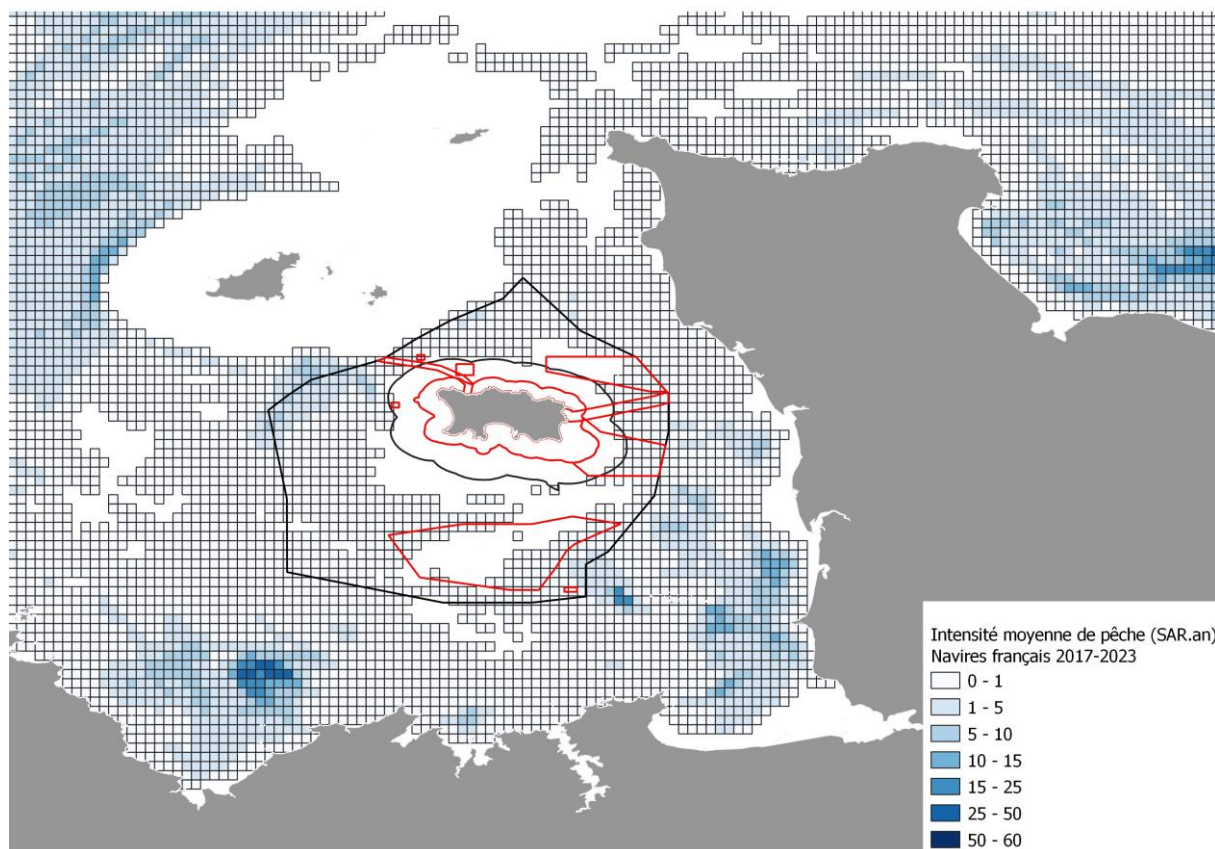 Intensité moyenne de pêche (SAR.an)
Navires français 2017-2023
0 - 1
1 - 5
5 - 10
10 - 15
15 - 25
25 - 50
50 - 60